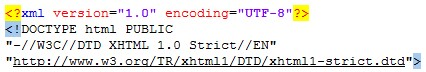 <?xml version="1.0" encoding="UTF-8"?>
<!DOCTYPE html PUBLIC
"-//W3C//DTD XHTML 1.0 Strict//EN"
"http://www.w3.org/TR/xhtml1/DTD/xhtml1-strict.dtd">